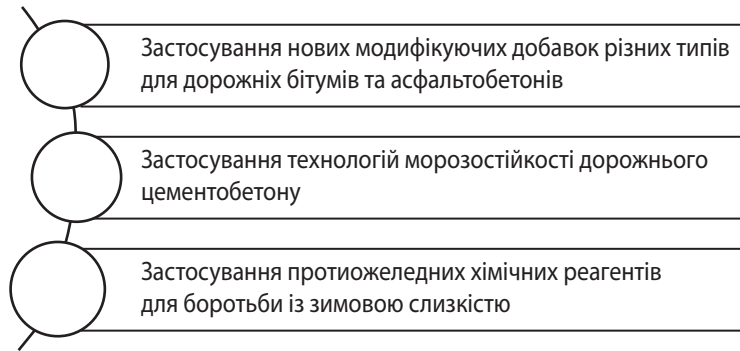 Застосування нових модифікуючих добавок різних типів
для дорожніх бітумів та асфальтобетонів
Застосування технологій морозостійкості дорожнього
цементобетону
Застосування протиожеледних хімічних реагентів
для боротьби із зимовою слизкістю